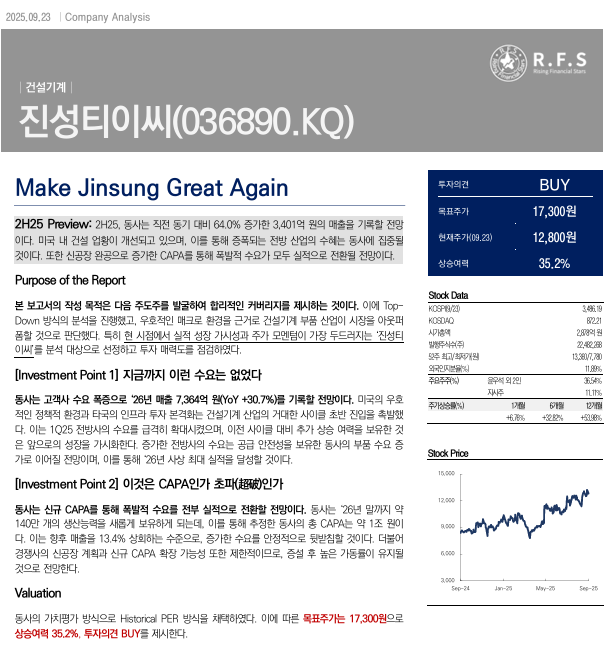 2025.09.23 | Company Analysis
R.F.S
Rising Financial Stars
| 건설기계 |
진성티이씨(036890.KQ)
Make Jinsung Great Again
2H25 Preview: 2H25, 동사는 직전 동기 대비 64.0% 증가한 3,401억 원의 매출을 기록할 전망
이다. 미국 내 건설 업황이 개선되고 있으며, 이를 통해 증폭되는 전방 산업의 수혜는 동사에 집중될
것이다. 또한 신공장 완공으로 증가한 CAPA를 통해 폭발적 수요가 모두 실적으로 전환될 전망이다.
Purpose of the Report
본 보고서의 작성 목적은 다음 주도주를 발굴하여 합리적인 커버리지를 제시하는 것이다. 이에 Top-
Down 방식의 분석을 진행했고, 우호적인 매크로 환경을 근거로 건설기계 부품 산업이 시장을 아웃퍼
폼할 것으로 판단했다. 특히 현 시점에서 실적 성장 가시성과 주가 모멘텀이 가장 두드러지는 '진성티
이씨'를 분석 대상으로 선정하고 투자 매력도를 점검하였다.
[Investment Point 1] 지금까지 이런 수요는 없었다
동사는 고객사 수요 폭증으로 '26년 매출 7,364억 원(YoY +30.7%)를 기록할 전망이다. 미국의 우호
적인 정책적 환경과 타국의 인프라 투자 본격화는 건설기계 산업의 거대한 사이클 초반 진입을 촉발했
다. 이는 1Q25 전방사의 수요를 급격히 확대시켰으며, 이전 사이클 대비 추가 상승 여력을 보유한 것
은 앞으로의 성장을 가시화한다. 증가한 전방사의 수요는 공급 안전성을 보유한 동사의 부품 수요 증
가로 이어질 전망이며, 이를 통해 '26년 사상 최대 실적을 달성할 것이다.
[Investment Point 2] 이것은 CAPA인가 초파(超破)인가
동사는 신규 CAPA를 통해 폭발적 수요를 전부 실적으로 전환할 전망이다. 동사는 '26년 말까지 약
140만 개의 생산능력을 새롭게 보유하게 되는데, 이를 통해 추정한 동사의 총 CAPA는 약 1조 원이
다. 이는 향후 매출을 13.4% 상회하는 수준으로, 증가한 수요를 안정적으로 뒷받침할 것이다. 더불어
경쟁사의 신공장 계획과 신규 CAPA 확장 가능성 또한 제한적이므로, 증설 후 높은 가동률이 유지될
것으로 전망한다.
Valuation
동사의 가치평가 방식으로 Historical PER 방식을 채택하였다. 이에 따른 목표주가는 17,300원으로
상승여력 35.2%, 투자의견 BUY를 제시한다.
투자의견 BUY
목표주가 17,300원
현재주가(09.23) 12,800원
상승여력 35.2%
Stock Data
KOSPI(9/23) 3,486.19
KOSDAQ 872.21
시가총액 2,878억 원
발행주식수(주) 22,482,268
52주 최고/최저가(원) 13,380/7,780
외국인지분율(%) 11.89%
주요주주(%) 윤우석 외 2인 36.54%
자사주 11.11%
주가상승률(%) 1개월 6개월 12개월
+6.76% +32.82% +53.98%
Stock Price
15,000
12,000
9,000
6,000
3,000
Sep-24 Jan-25 May-25 Sep-25